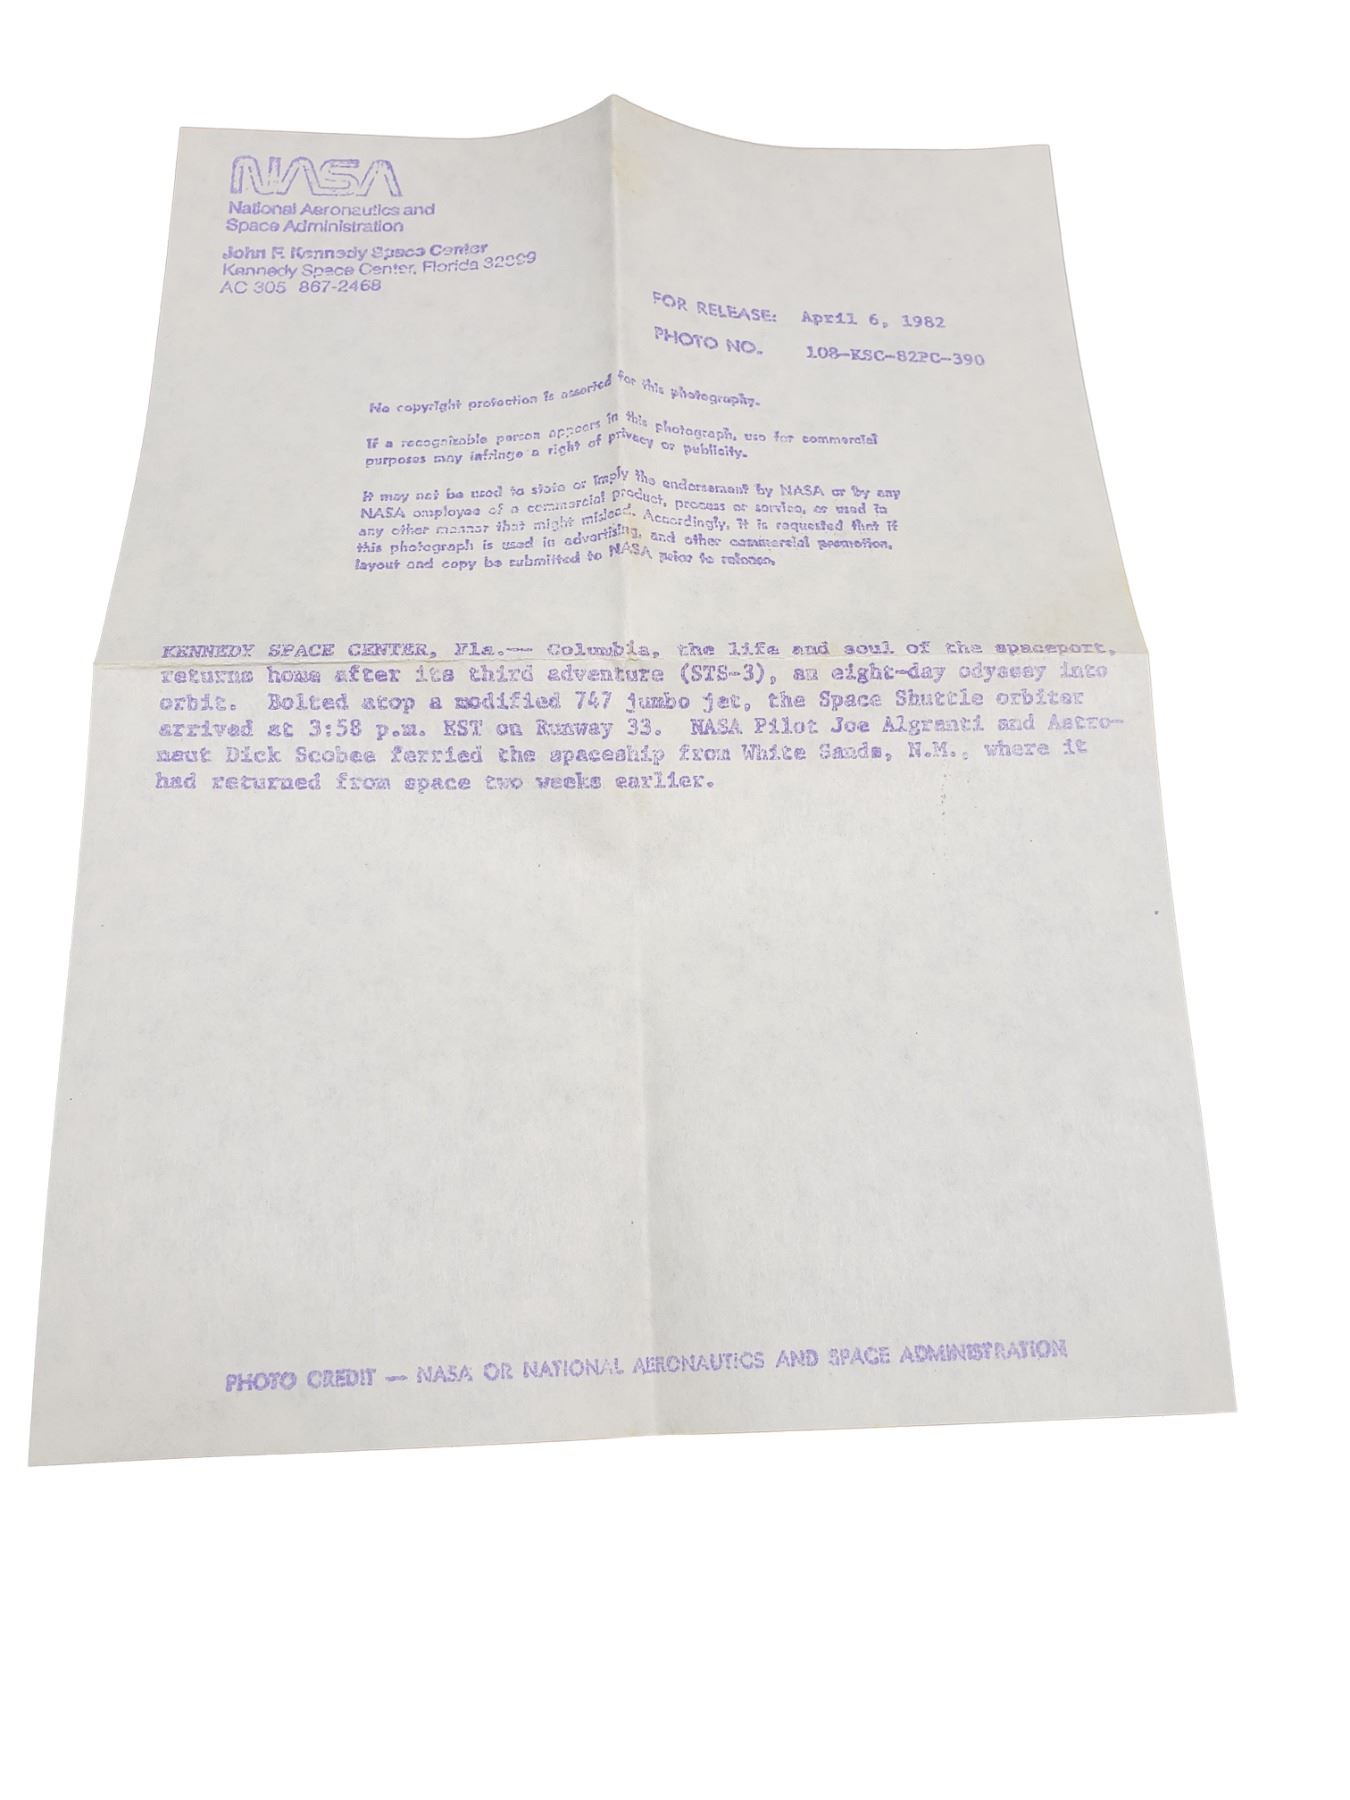 NASA
National Aeronautics and
Space Administration
John F. Kennedy Space Center
Kennedy Space Center, Florida 32899
AC 305 867-2468
FOR RELEASE: April 6, 1982
PHOTO NO. 108-KSC-82PC-390
No copyright protection is asserted for this photography.
If a recognizable person appears in this photograph, use for commercial
purposes may infringe a right of privacy or publicity.
It may not be used to state or imply the endorsement by NASA or by any
NASA employee of a commercial product, process or service, or used in
any other manner that might mislead. Accordingly, it is requested that if
this photograph is used in advertising, and other commercial promotion,
layout and copy be submitted to NASA prior to release.
KENNEDY SPACE CENTER, Fla.-- Columbia, the life and soul of the spaceport,
returns home after its third adventure (STS-3), an eight-day odyssey into
orbit. Bolted atop a modified 747 jumbo jet, the Space Shuttle orbiter
arrived at 3:58 p.m. EST on Runway 33. NASA Pilot Joe Algranti and Astro-
naut Dick Scobee ferried the spaceship from White Sands, N.M., where it
had returned from space two weeks earlier.
PHOTO CREDIT — NASA OR NATIONAL AERONAUTICS AND SPACE ADMINISTRATION